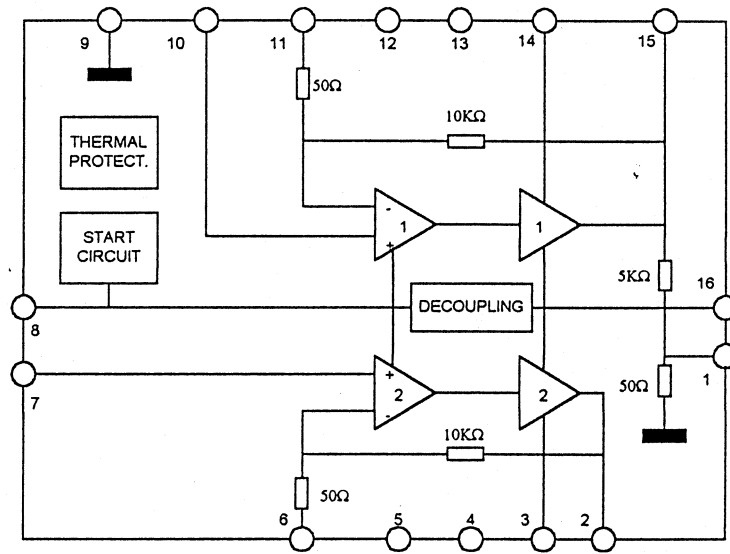 9 10 11 12 13 14 15
50Ω
10KΩ
THERMAL
PROTECT.
-
1
+
1
START
CIRCUIT
5KΩ
16
DECOUPLING
8
1
7
+
2
-
2
50Ω
10KΩ
50Ω
6 5 4 3 2